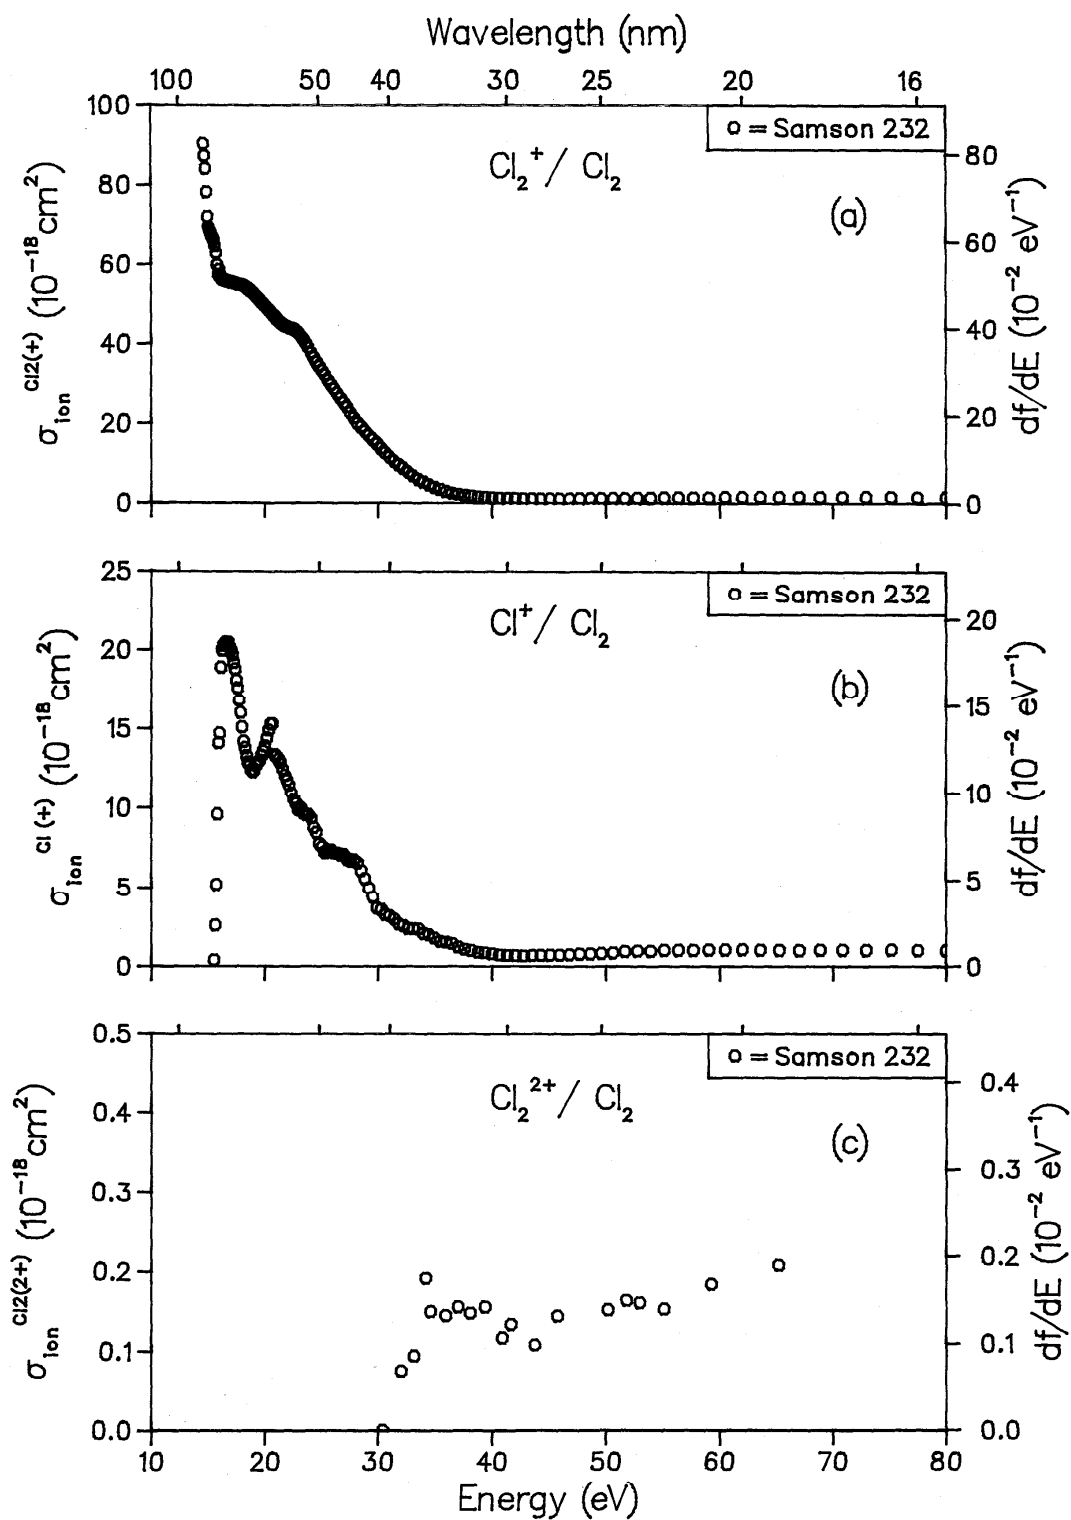 Wavelength (nm)
100 50 40 30 25 20 16
100 80 60 40 20 0
σion Cl2(+) (10−18cm2)
o = Samson 232
Cl2+/ Cl2
(a)
80 60 40 20 0
df/dE (10−2 eV−1)
25 20 15 10 5 0
σion Cl (+) (10−18cm2)
o = Samson 232
Cl+/ Cl2
(b)
20 15 10 5 0
df/dE (10−2 eV−1)
0.5 0.4 0.3 0.2 0.1 0.0
σion Cl2(2+) (10−18cm2)
o = Samson 232
Cl2 2+/ Cl2
(c)
0.4 0.3 0.2 0.1 0.0
df/dE (10−2 eV−1)
10 20 30 40 50 60 70 80
Energy (eV)